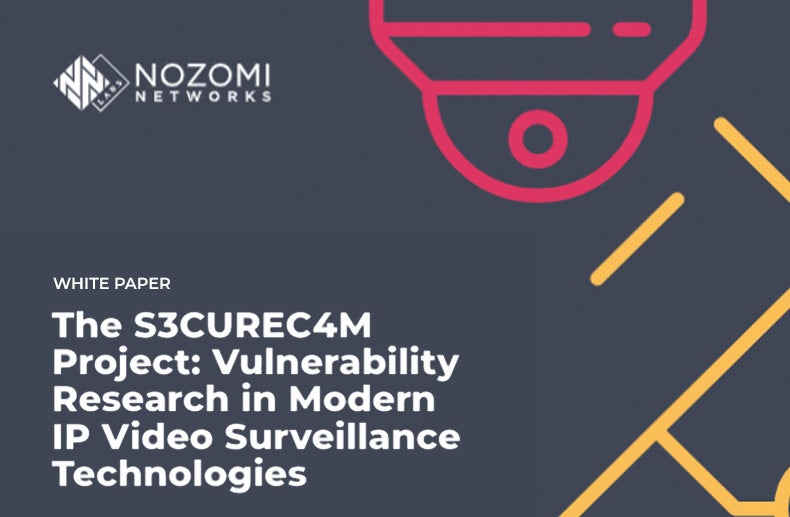 NOZOMI
NETWORKS
LABS
WHITE PAPER
The S3CUREC4M
Project: Vulnerability
Research in Modern
IP Video Surveillance
Technologies